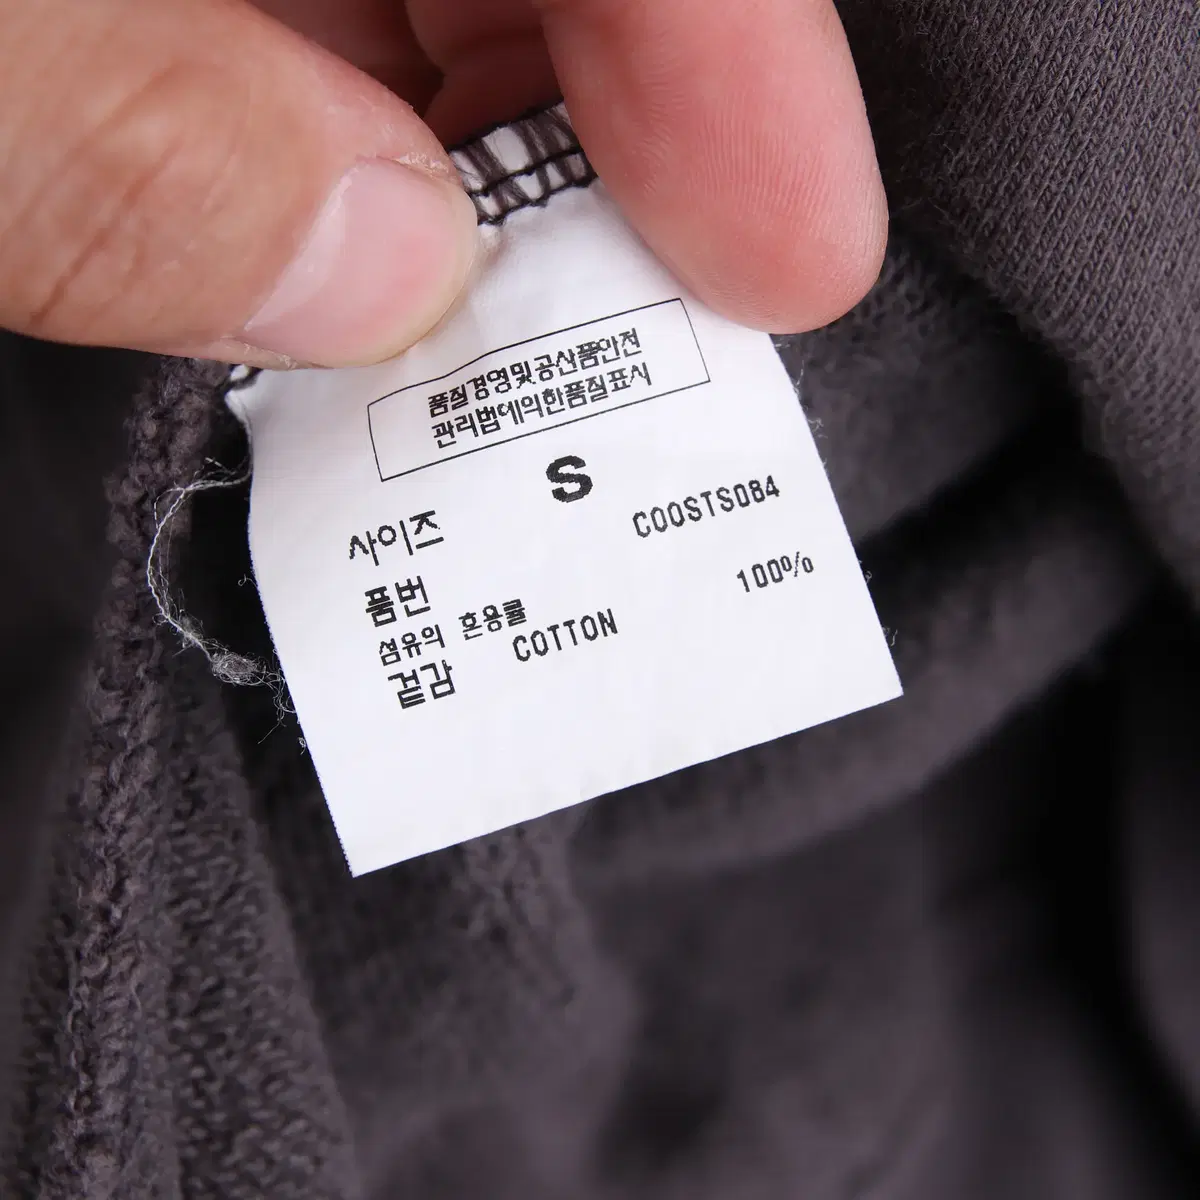 품질경영및공산품안전
관리법에의한품질표시
사이즈 S
품번 COOSTS084
섬유의 혼용률
겉감 COTTON 100%